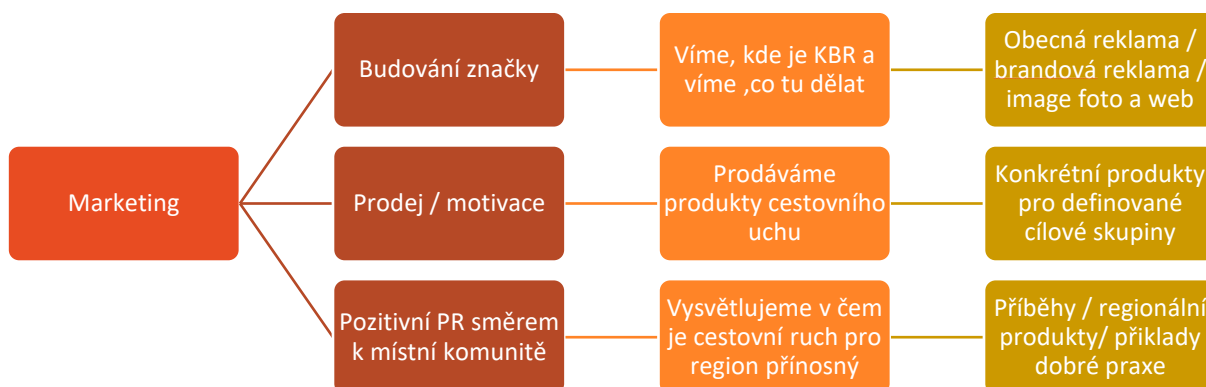 Marketing
Budování značky
Víme, kde je KBR a
víme ,co tu dělat
Obecná reklama /
brandová reklama /
image foto a web
Prodej / motivace
Prodáváme
produkty cestovního
uchu
Konkrétní produkty
pro definované
cílové skupiny
Pozitivní PR směrem
k místní komunitě
Vysvětlujeme v čem
je cestovní ruch pro
region přínosný
Příběhy / regionální
produkty/ přiklady
dobré praxe